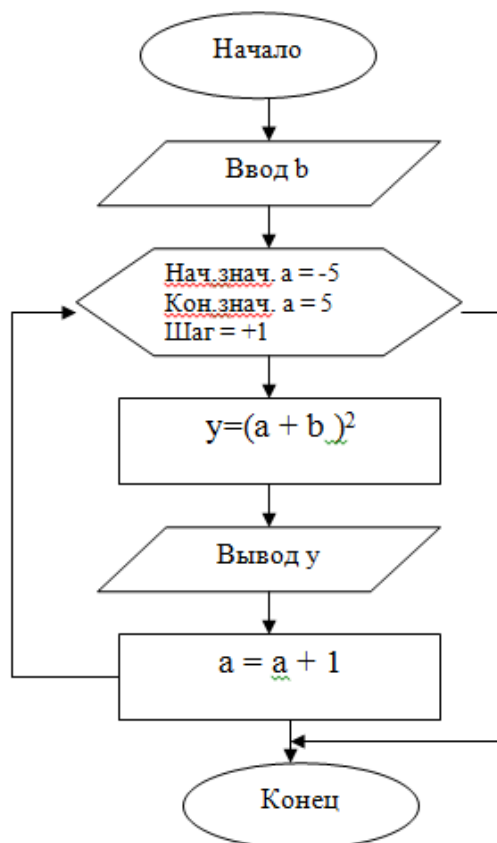 Начало
Ввод b
Нач.знач. a = -5
Кон.знач. a = 5
Шаг = +1
y=(a + b )²
Вывод y
a = a + 1
Конец